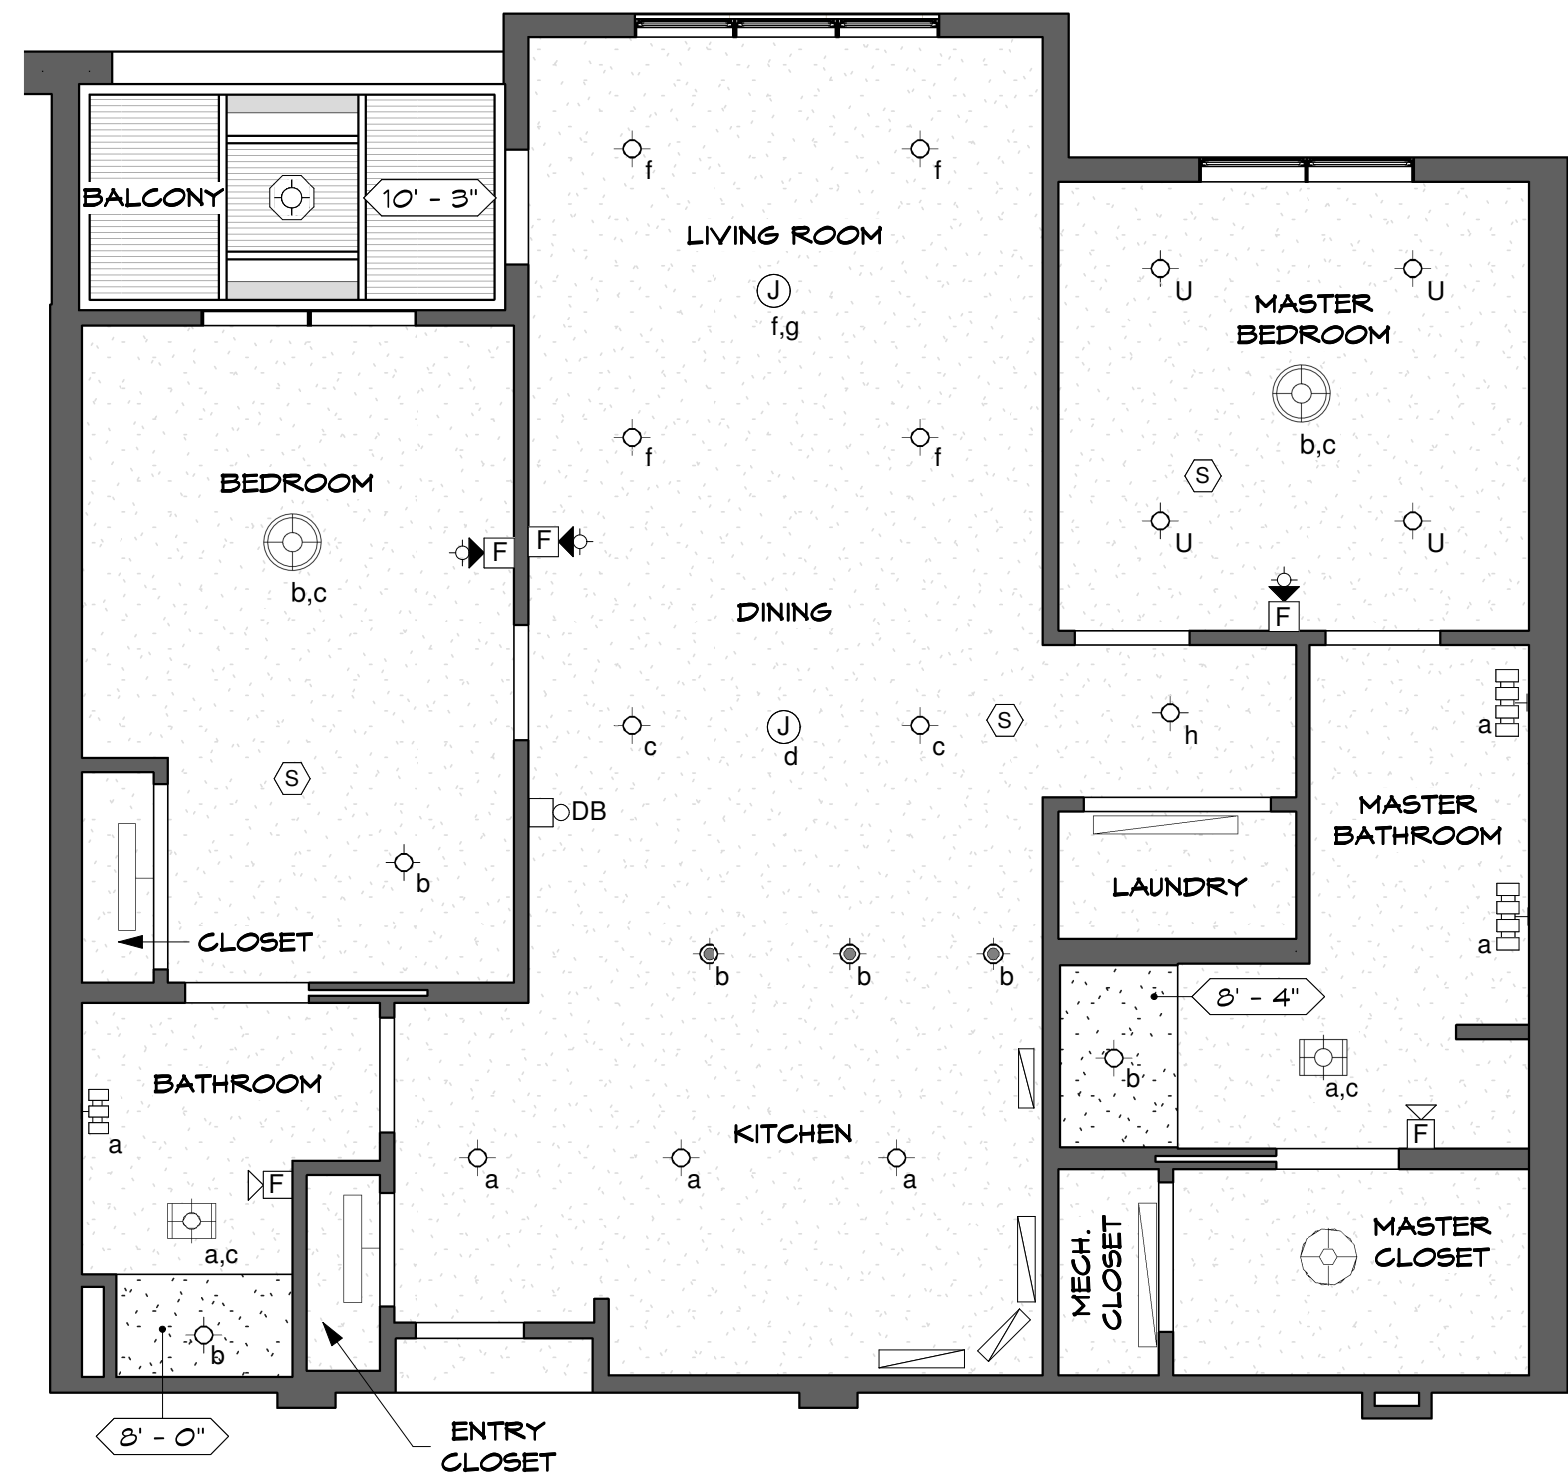 f
f
BALCONY
10' - 3"
LIVING ROOM
J
f,g
U
U
MASTER
BEDROOM
b,c
f
f
S
BEDROOM
b,c
F
F
U
U
F
DINING
a
c
J
d
c
S
h
S
DB
MASTER
BATHROOM
b
LAUNDRY
CLOSET
a
b
b
b
8' - 4"
BATHROOM
a
b
a,c
KITCHEN
F
F
a
a
a
a,c
MECH.
CLOSET
MASTER
CLOSET
b
8' - 0"
ENTRY
CLOSET